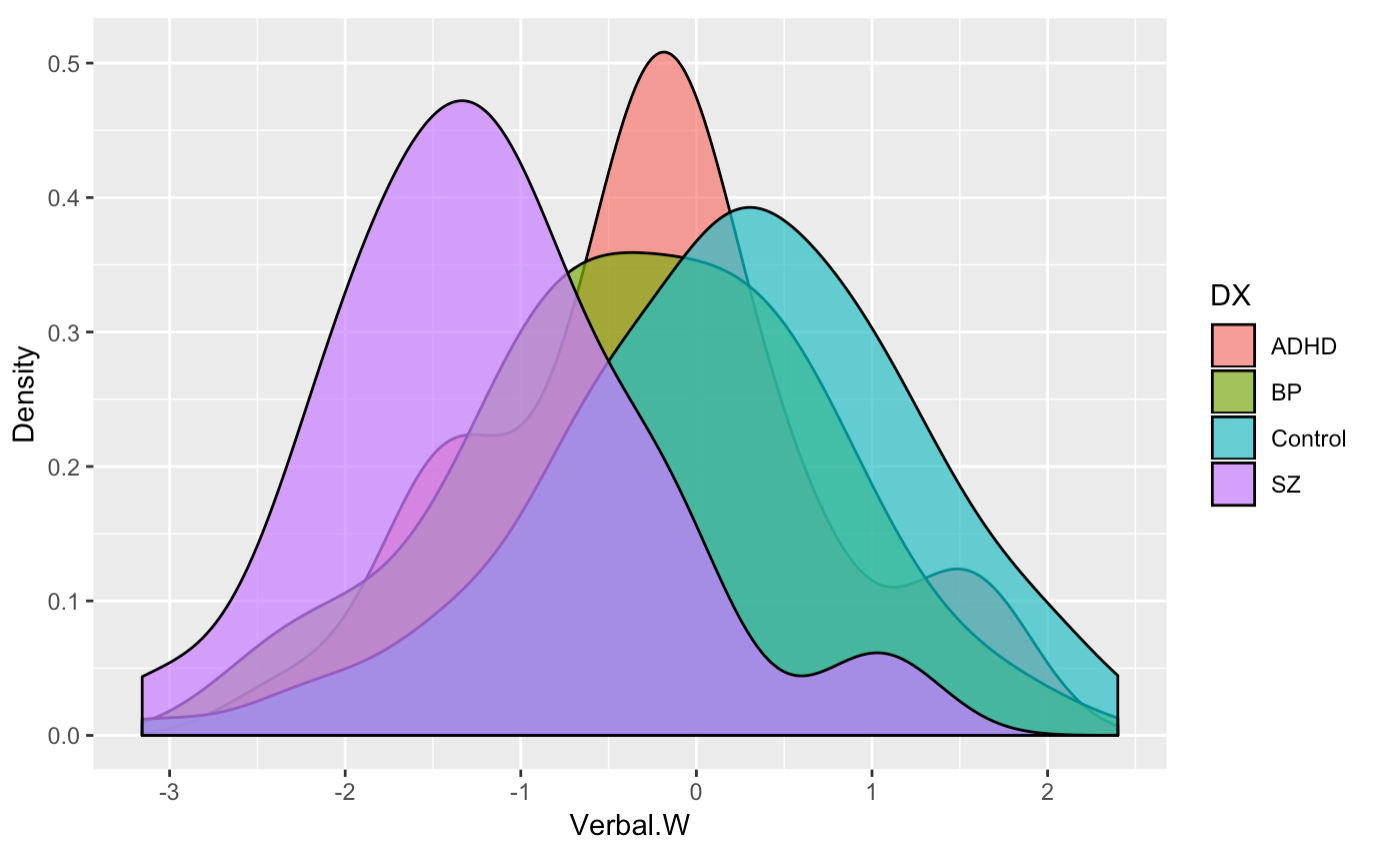 0.5
0.4
0.3
0.2
0.1
0.0
Density
-3 -2 -1 0 1 2
Verbal.W
DX
ADHD
BP
Control
SZ